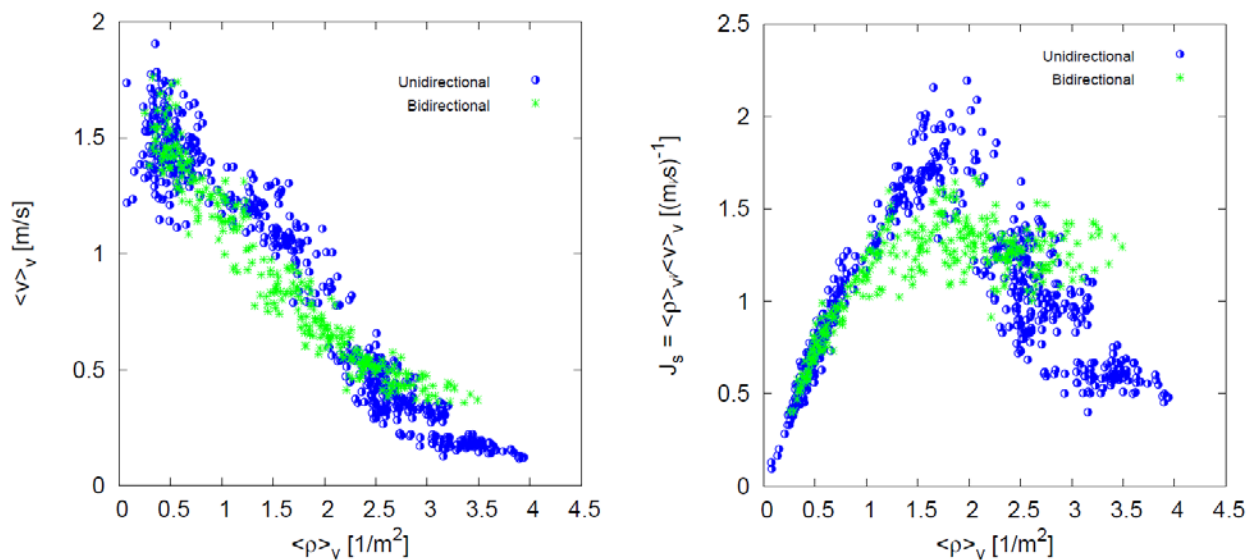 2
1.5
1
0.5
0
<v>ᵥ [m/s]
Unidirectional
Bidirectional
0 0.5 1 1.5 2 2.5 3 3.5 4 4.5
<ρ>ᵥ [1/m²]
2.5
2
1.5
1
0.5
0
Jₛ = <ρ>ᵥ·<v>ᵥ [(m·s)⁻¹]
Unidirectional
Bidirectional
0 0.5 1 1.5 2 2.5 3 3.5 4 4.5
<ρ>ᵥ [1/m²]